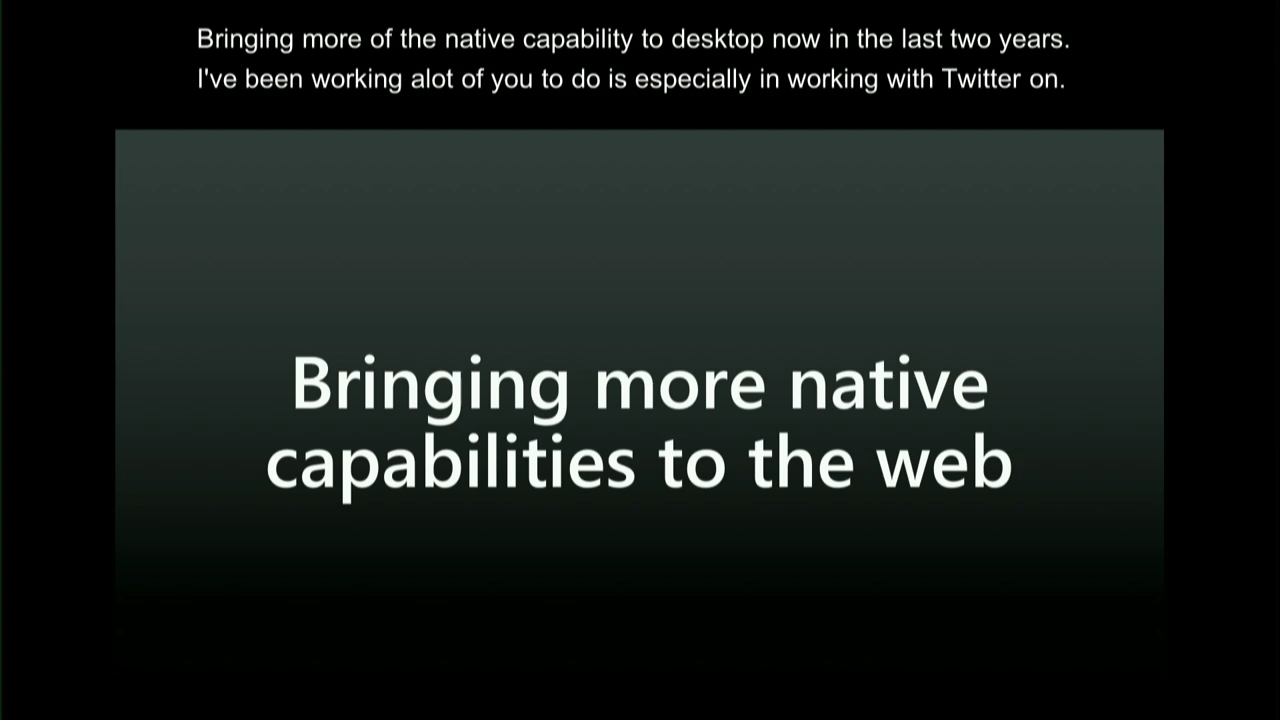 Bringing more of the native capability to desktop now in the last two years.
I've been working alot of you to do is especially in working with Twitter on.
Bringing more native
capabilities to the web